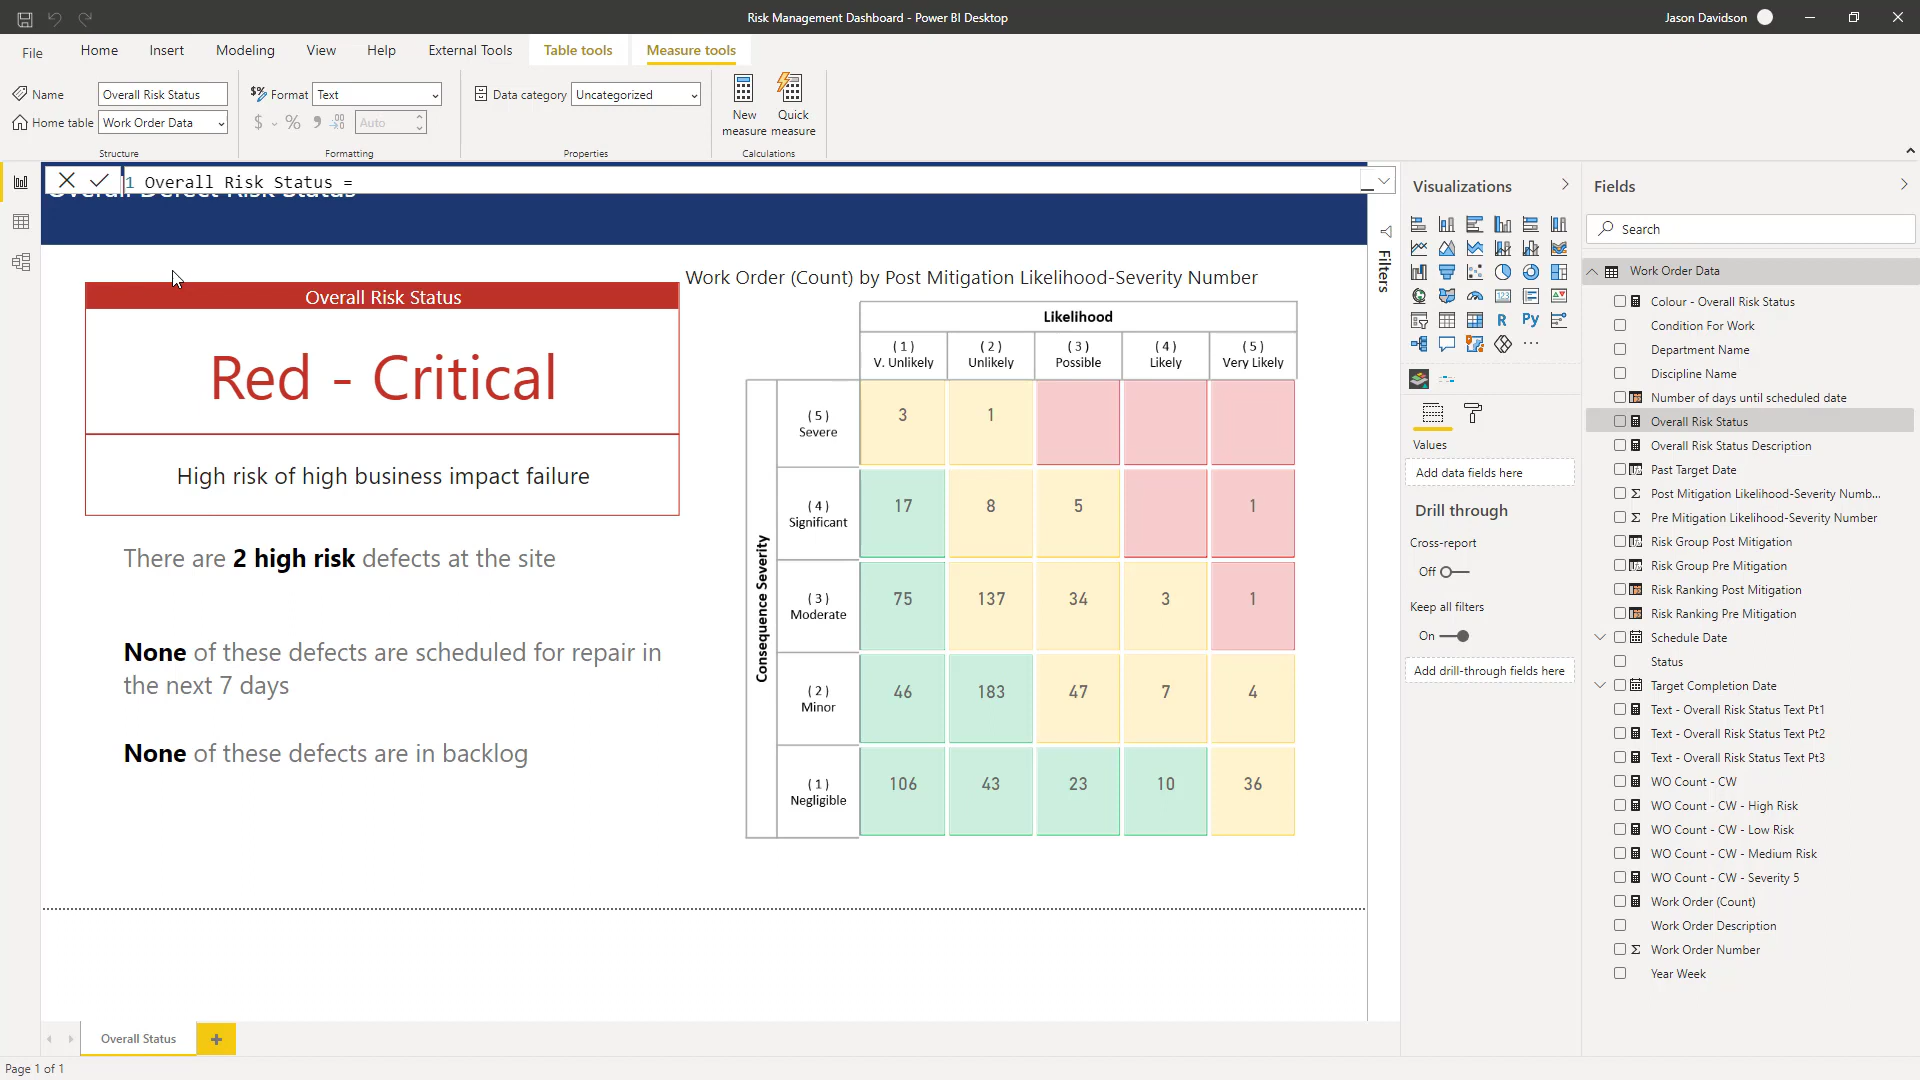 Risk Management Dashboard - Power BI Desktop
Jason Davidson
File
Home
Insert
Modeling
View
Help
External Tools
Table tools
Measure tools
Name
Overall Risk Status
Home table
Work Order Data
Structure
$% Format
Text
$ % 9 .00
Auto
Formatting
Data category
Uncategorized
Properties
New
measure
Quick
measure
Calculations
1 Overall Risk Status =
Overall Defect Risk Status
Overall Risk Status
Red - Critical
High risk of high business impact failure
There are 2 high risk defects at the site
None of these defects are scheduled for repair in
the next 7 days
None of these defects are in backlog
Work Order (Count) by Post Mitigation Likelihood-Severity Number
Likelihood
( 1 )
V. Unlikely
( 2 )
Unlikely
( 3 )
Possible
( 4 )
Likely
( 5 )
Very Likely
Consequence Severity
( 5 )
Severe
3
1
( 4 )
Significant
17
8
5
1
( 3 )
Moderate
75
137
34
3
1
( 2 )
Minor
46
183
47
7
4
( 1 )
Negligible
106
43
23
10
36
Filters
Visualizations
R
Py
Values
Add data fields here
Drill through
Cross-report
Off
Keep all filters
On
Add drill-through fields here
Fields
Search
Work Order Data
Colour - Overall Risk Status
Condition For Work
Department Name
Discipline Name
Number of days until scheduled date
Overall Risk Status
Overall Risk Status Description
Past Target Date
Σ Post Mitigation Likelihood-Severity Numb...
Σ Pre Mitigation Likelihood-Severity Number
Risk Group Post Mitigation
Risk Group Pre Mitigation
Risk Ranking Post Mitigation
Risk Ranking Pre Mitigation
Schedule Date
Status
Target Completion Date
Text - Overall Risk Status Text Pt1
Text - Overall Risk Status Text Pt2
Text - Overall Risk Status Text Pt3
WO Count - CW
WO Count - CW - High Risk
WO Count - CW - Low Risk
WO Count - CW - Medium Risk
WO Count - CW - Severity 5
Work Order (Count)
Work Order Description
Σ Work Order Number
Year Week
Overall Status
Page 1 of 1